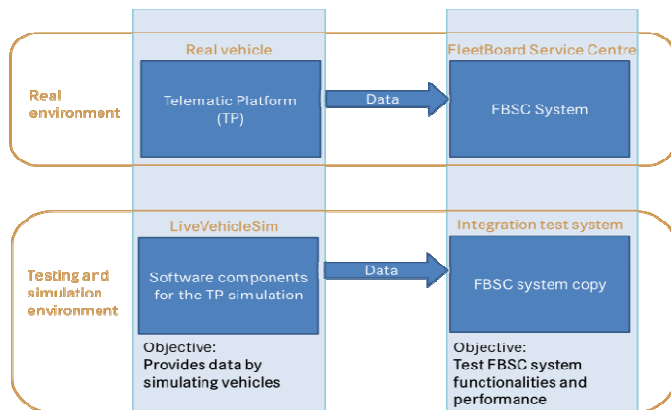 Real vehicle
FleetBoard Service Centre
Real
environment
Telematic Platform
(TP)
Data
FBSC System
LiveVehicleSim
Integration test system
Testing and
simulation
environment
Software components
for the TP simulation
Data
FBSC system copy
Objective:
Provides data by
simulating vehicles
Objective:
Test FBSC system
functionalities and
performance